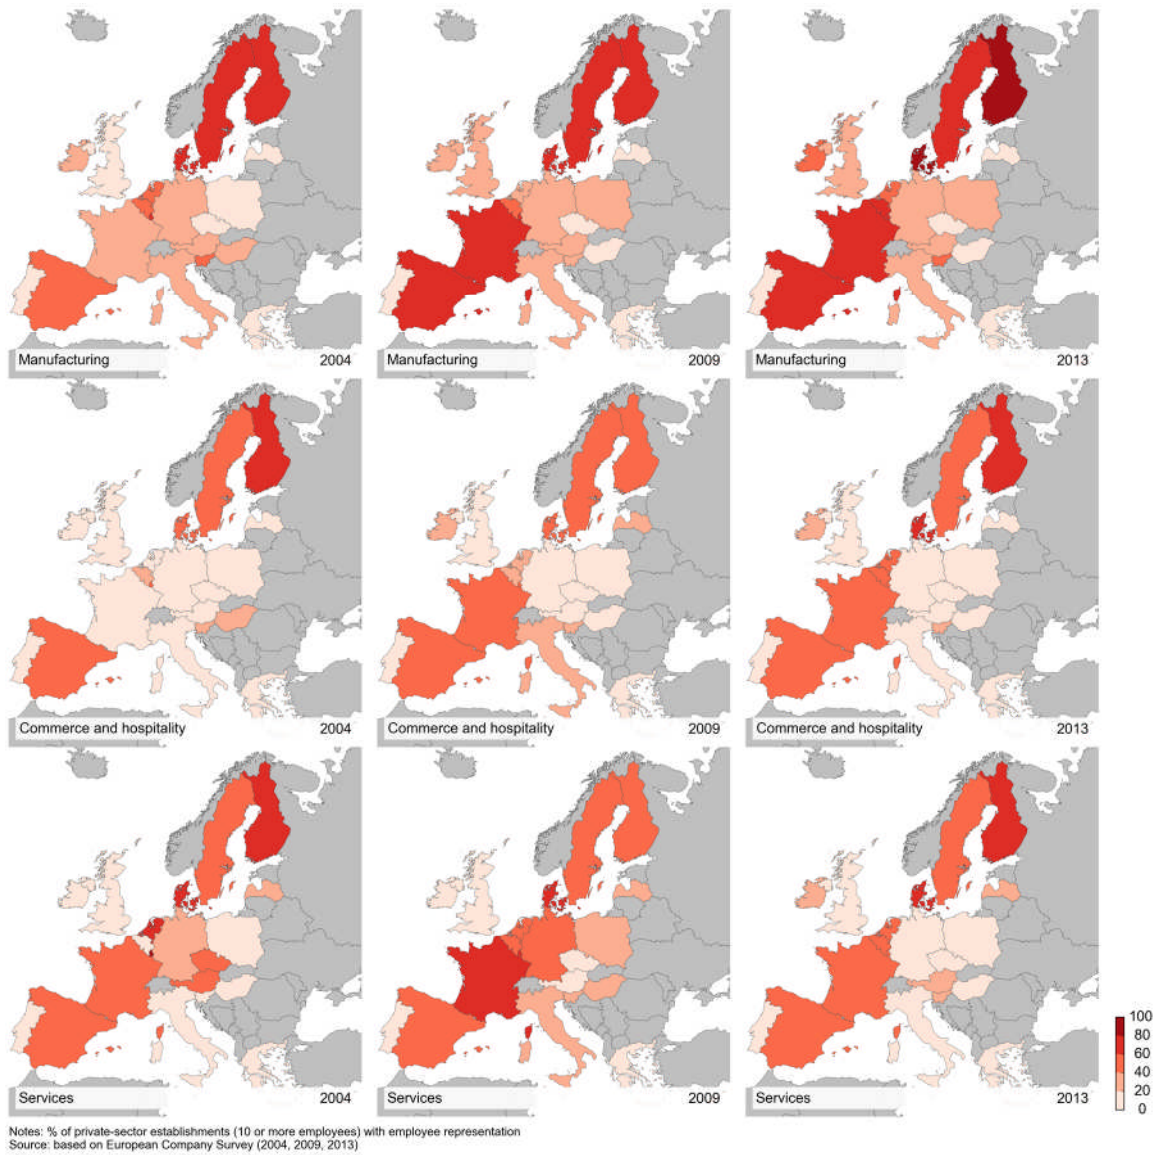 Manufacturing 2004
Manufacturing 2009
Manufacturing 2013
Commerce and hospitality 2004
Commerce and hospitality 2009
Commerce and hospitality 2013
Services 2004
Services 2009
Services 2013
100
80
60
40
20
0
Notes: % of private-sector establishments (10 or more employees) with employee representation
Source: based on European Company Survey (2004, 2009, 2013)